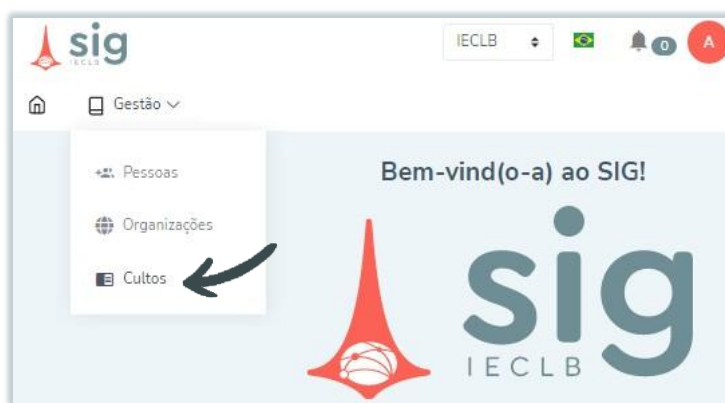 sig
IECLB
IECLB
0
A
Gestão
Pessoas
Organizações
Cultos
Bem-vind(o-a) ao SIG!
sig
IECLB